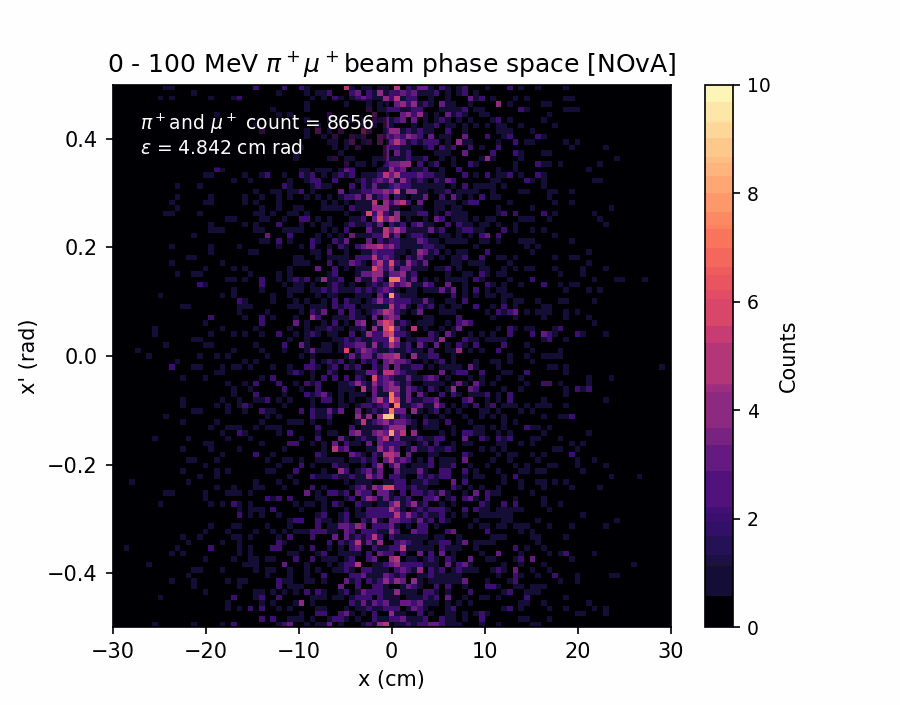 0 - 100 MeV π⁺μ⁺beam phase space [NOvA]
π⁺and μ⁺ count = 8656
ε = 4.842 cm rad
0.4
0.2
0.0
−0.2
−0.4
x' (rad)
−30 −20 −10 0 10 20 30
x (cm)
10
8
6
4
2
0
Counts